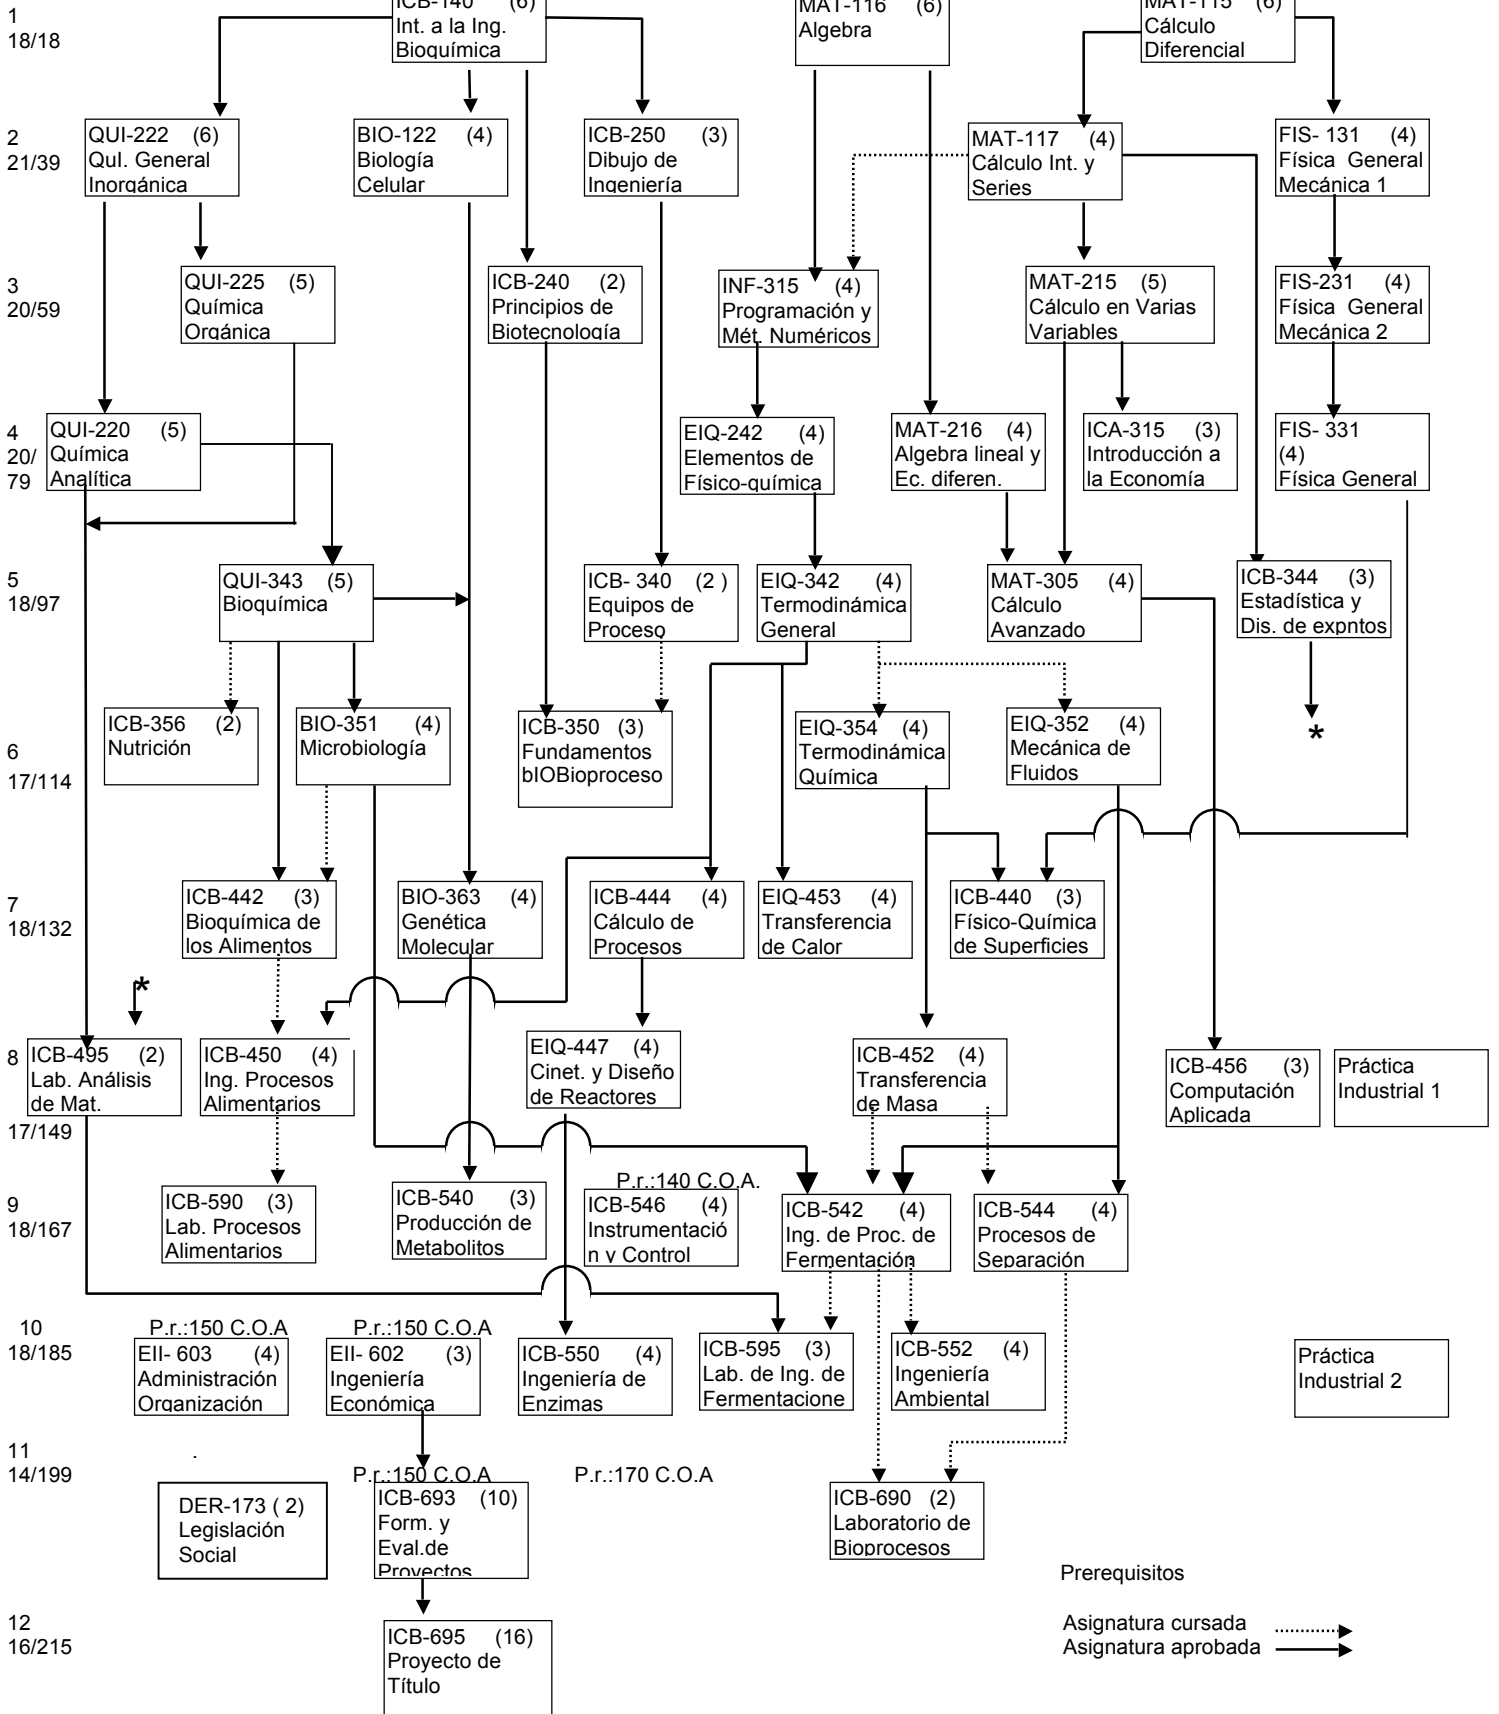 1
18/18
ICB-140 (6)
Int. a la Ing.
Bioquímica
MAT-116 (6)
Algebra
MAT-115 (6)
Cálculo
Diferencial
2
21/39
QUI-222 (6)
QuI. General
Inorgánica
BIO-122 (4)
Biología
Celular
ICB-250 (3)
Dibujo de
Ingeniería
MAT-117 (4)
Cálculo Int. y
Series
FIS- 131 (4)
Física General
Mecánica 1
3
20/59
QUI-225 (5)
Química
Orgánica
ICB-240 (2)
Principios de
Biotecnología
INF-315 (4)
Programación y
Mét. Numéricos
MAT-215 (5)
Cálculo en Varias
Variables
FIS-231 (4)
Física General
Mecánica 2
4
20/
79
QUI-220 (5)
Química
Analítica
EIQ-242 (4)
Elementos de
Físico-química
MAT-216 (4)
Algebra lineal y
Ec. diferen.
ICA-315 (3)
Introducción a
la Economía
FIS- 331
(4)
Física General
5
18/97
QUI-343 (5)
Bioquímica
ICB- 340 (2 )
Equipos de
Proceso
EIQ-342 (4)
Termodinámica
General
MAT-305 (4)
Cálculo
Avanzado
ICB-344 (3)
Estadística y
Dis. de expntos
6
17/114
ICB-356 (2)
Nutrición
BIO-351 (4)
Microbiología
ICB-350 (3)
Fundamentos
bIOBioproceso
EIQ-354 (4)
Termodinámica
Química
EIQ-352 (4)
Mecánica de
Fluidos
*
7
18/132
ICB-442 (3)
Bioquímica de
los Alimentos
BIO-363 (4)
Genética
Molecular
ICB-444 (4)
Cálculo de
Procesos
EIQ-453 (4)
Transferencia
de Calor
ICB-440 (3)
Físico-Química
de Superficies
*
8
17/149
ICB-495 (2)
Lab. Análisis
de Mat.
ICB-450 (4)
Ing. Procesos
Alimentarios
EIQ-447 (4)
Cinet. y Diseño
de Reactores
ICB-452 (4)
Transferencia
de Masa
ICB-456 (3)
Computación
Aplicada
Práctica
Industrial 1
9
18/167
ICB-590 (3)
Lab. Procesos
Alimentarios
ICB-540 (3)
Producción de
Metabolitos
P.r.:140 C.O.A.
ICB-546 (4)
Instrumentació
n y Control
ICB-542 (4)
Ing. de Proc. de
Fermentación
ICB-544 (4)
Procesos de
Separación
10
18/185
P.r.:150 C.O.A
EII- 603 (4)
Administración
Organización
P.r.:150 C.O.A
EII- 602 (3)
Ingeniería
Económica
ICB-550 (4)
Ingeniería de
Enzimas
ICB-595 (3)
Lab. de Ing. de
Fermentacione
ICB-552 (4)
Ingeniería
Ambiental
Práctica
Industrial 2
11
14/199
.
DER-173 ( 2)
Legislación
Social
P.r.:150 C.O.A
ICB-693 (10)
Form. y
Eval.de
Proyectos
P.r.:170 C.O.A
ICB-690 (2)
Laboratorio de
Bioprocesos
12
16/215
ICB-695 (16)
Proyecto de
Título
Prerequisitos
Asignatura cursada
Asignatura aprobada